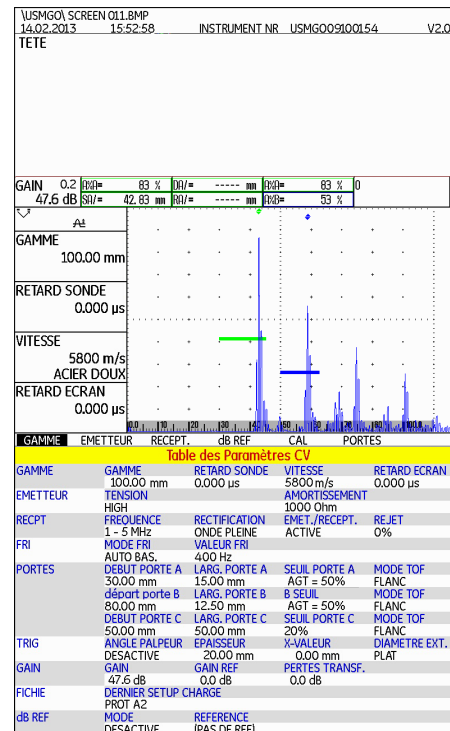 \USMGO\ SCREEN 011.BMP
14.02.2013 15:52:58 INSTRUMENT NR USMGO09100154 V2.0
TETE
GAIN 0.2 A%A= 83 % DA/= ----- mm A%A= 83 % 0
47.6 dB SA/= 42.83 mm RA/= ----- mm A%B= 53 %
GAMME
100.00 mm
RETARD SONDE
0.000 µs
VITESSE
5800 m/s
ACIER DOUX
RETARD ECRAN
0.000 µs
GAMME EMETTEUR RECEPT. dB REF CAL PORTES
Table des Paramètres CV
GAMME GAMME RETARD SONDE VITESSE RETARD ECRAN
100.00 mm 0.000 µs 5800 m/s 0.000 µs
EMETTEUR TENSION AMORTISSEMENT
HIGH 1000 Ohm
RECPT FREQUENCE RECTIFICATION EMET./RECEPT. REJET
1 - 5 MHz ONDE PLEINE ACTIVE 0%
FRI MODE FRI VALEUR FRI
AUTO BAS. 400 Hz
PORTES DEBUT PORTE A LARG. PORTE A SEUIL PORTE A MODE TOF
30.00 mm 15.00 mm AGT = 50% FLANC
départ porte B LARG. PORTE B B SEUIL MODE TOF
80.00 mm 12.50 mm AGT = 50% FLANC
DEBUT PORTE C LARG. PORTE C SEUIL PORTE C MODE TOF
50.00 mm 50.00 mm 20% FLANC
TRIG ANGLE PALPEUR EPAISSEUR X-VALEUR DIAMETRE EXT.
DESACTIVE 20.00 mm 0.00 mm PLAT
GAIN GAIN GAIN REF PERTES TRANSF.
47.6 dB 0.0 dB 0.0 dB
FICHIE DERNIER SETUP CHARGE
PROT A2
dB REF MODE REFERENCE
DESACTIVE (PAS DE REF)